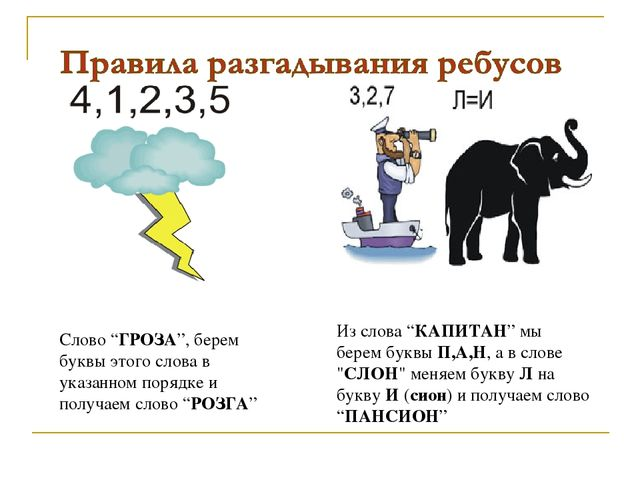 Правила разгадывания ребусов
4,1,2,3,5
3,2,7
Л=И
Слово “ГРОЗА”, берем
буквы этого слова в
указанном порядке и
получаем слово “РОЗГА”
Из слова “КАПИТАН” мы
берем буквы П,А,Н, а в слове
"СЛОН" меняем букву Л на
букву И (сион) и получаем слово
“ПАНСИОН”